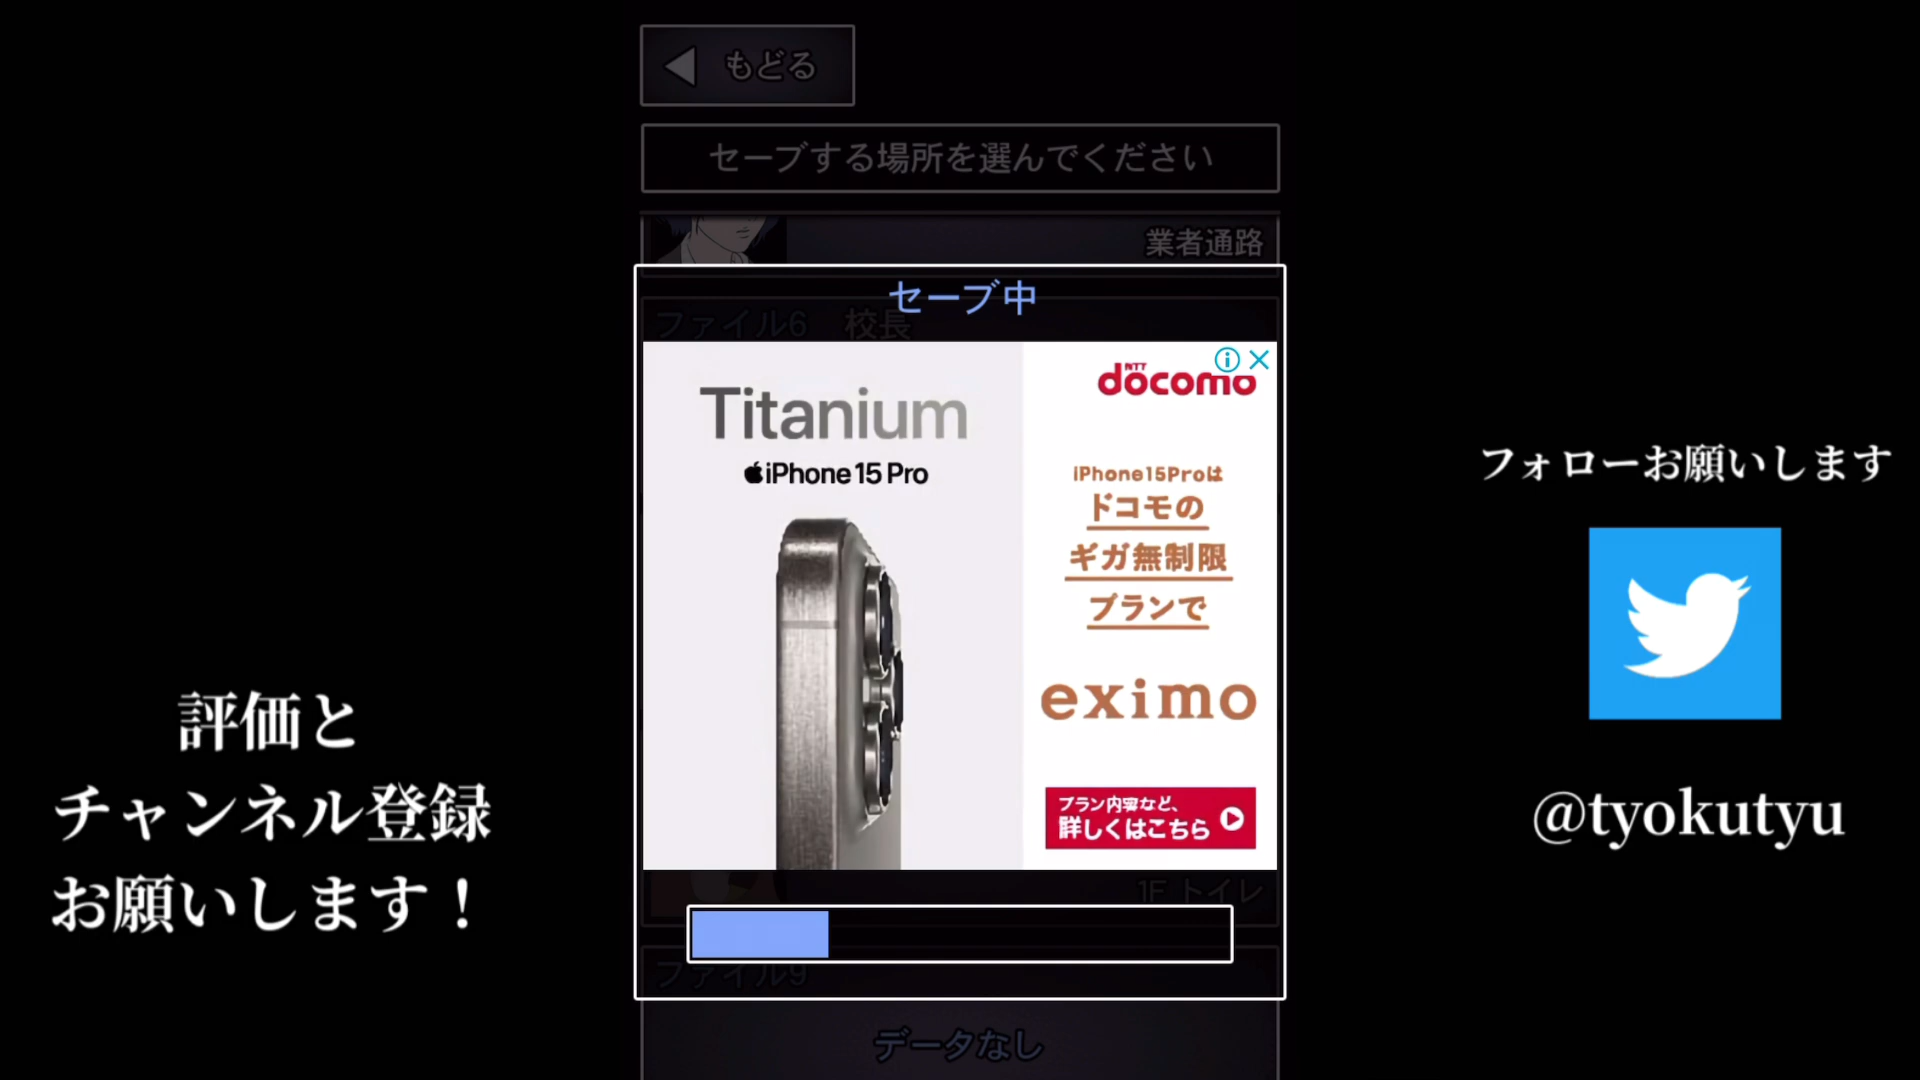 もどる
セーブする場所を選んでください
業者通路
セーブ中
ファイル6 校長
Titanium
iPhone 15 Pro
NTT
docomo
iPhone15Proは
ドコモの
ギガ無制限
プランで
eximo
プラン内容など、
詳しくはこちら
1F トイレ
ファイル9
データなし
評価と
チャンネル登録
お願いします！
フォローお願いします
@tyokutyu